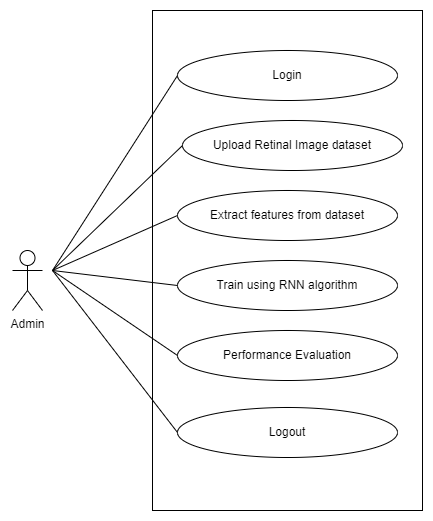 Login
Upload Retinal Image dataset
Extract features from dataset
Train using RNN algorithm
Admin
Performance Evaluation
Logout